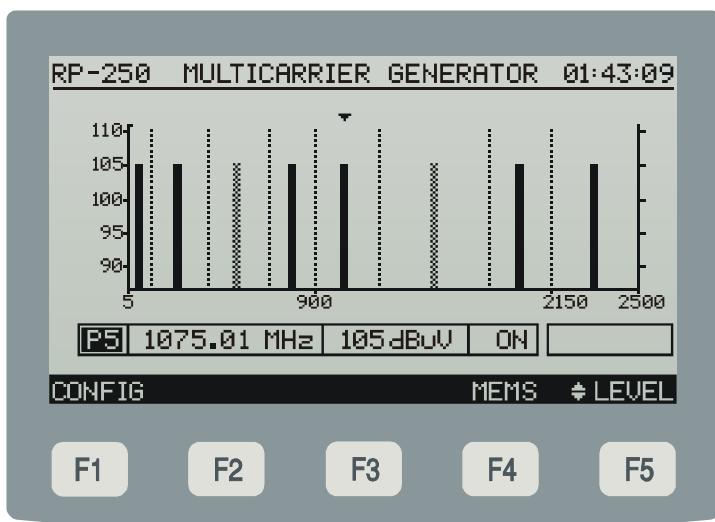 RP-250 MULTICARRIER GENERATOR 01:43:09
110
105
100
95
90
5 900 2150 2500
P5 1075.01 MHz 105dBuV ON
CONFIG MEMS LEVEL
F1 F2 F3 F4 F5